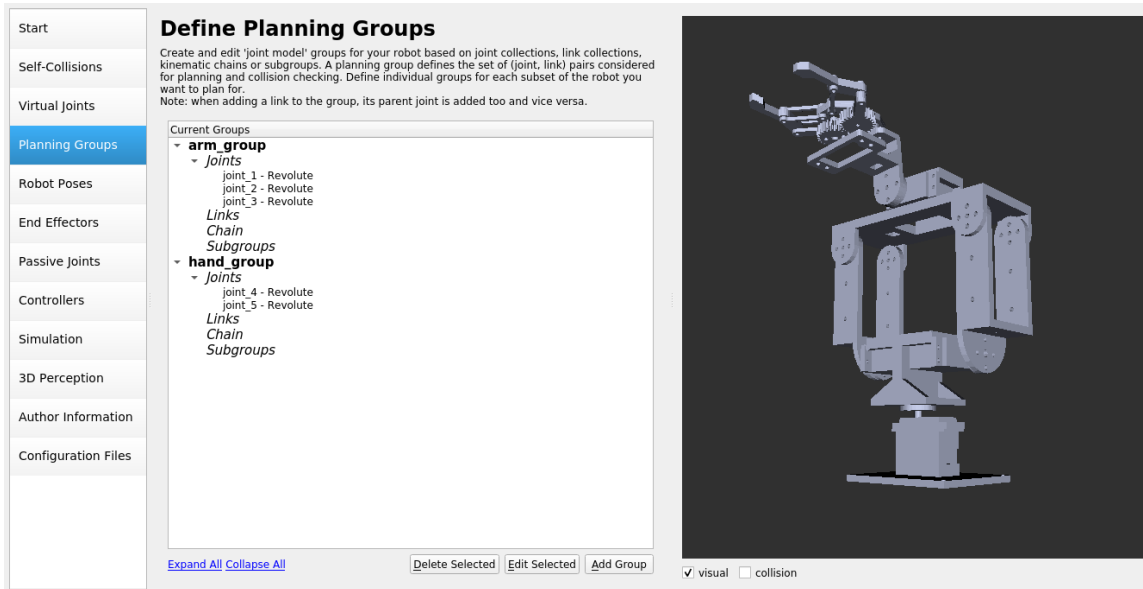 Start
Self-Collisions
Virtual Joints
Planning Groups
Robot Poses
End Effectors
Passive Joints
Controllers
Simulation
3D Perception
Author Information
Configuration Files
Define Planning Groups
Create and edit 'joint model' groups for your robot based on joint collections, link collections,
kinematic chains or subgroups. A planning group defines the set of (joint, link) pairs considered
for planning and collision checking. Define individual groups for each subset of the robot you
want to plan for.
Note: when adding a link to the group, its parent joint is added too and vice versa.
Current Groups
arm_group
Joints
joint_1 - Revolute
joint_2 - Revolute
joint_3 - Revolute
Links
Chain
Subgroups
hand_group
Joints
joint_4 - Revolute
joint_5 - Revolute
Links
Chain
Subgroups
Expand All Collapse All Delete Selected Edit Selected Add Group
visual collision